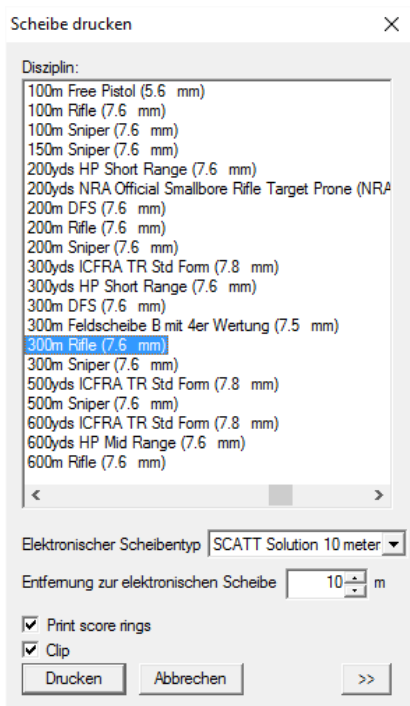 Scheibe drucken
Disziplin:
100m Free Pistol (5.6 mm)
100m Rifle (7.6 mm)
100m Sniper (7.6 mm)
150m Sniper (7.6 mm)
200yds HP Short Range (7.6 mm)
200yds NRA Official Smallbore Rifle Target Prone (NRA
200m DFS (7.6 mm)
200m Rifle (7.6 mm)
200m Sniper (7.6 mm)
300yds ICFRA TR Std Form (7.8 mm)
300yds HP Short Range (7.6 mm)
300m DFS (7.6 mm)
300m Feldscheibe B mit 4er Wertung (7.5 mm)
300m Rifle (7.6 mm)
300m Sniper (7.6 mm)
500yds ICFRA TR Std Form (7.8 mm)
500m Sniper (7.6 mm)
600yds ICFRA TR Std Form (7.8 mm)
600yds HP Mid Range (7.6 mm)
600m Rifle (7.6 mm)
Elektronischer Scheibentyp SCATT Solution 10 meter
Entfernung zur elektronischen Scheibe 10 m
Print score rings
Clip
Drucken Abbrechen >>